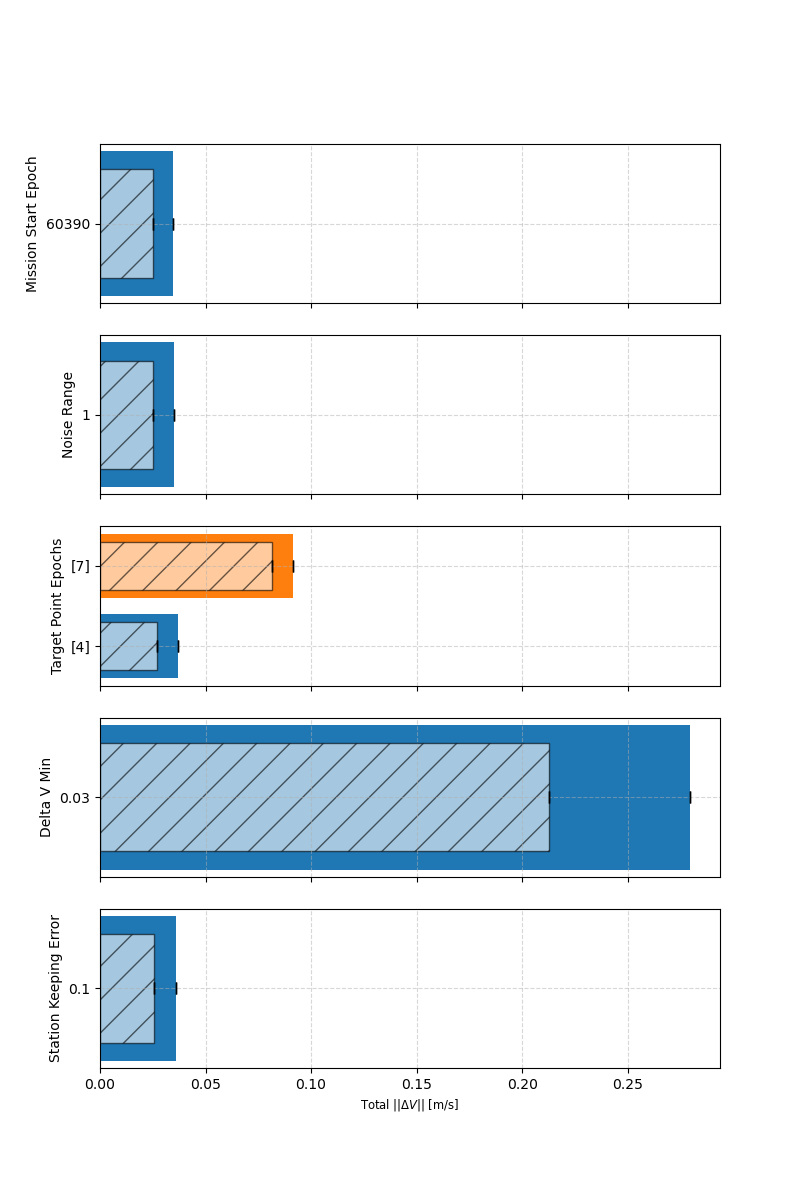 Mission Start Epoch
60390
Noise Range
1
Target Point Epochs
[7]
[4]
Delta V Min
0.03
Station Keeping Error
0.1
0.00 0.05 0.10 0.15 0.20 0.25
Total ||ΔV|| [m/s]